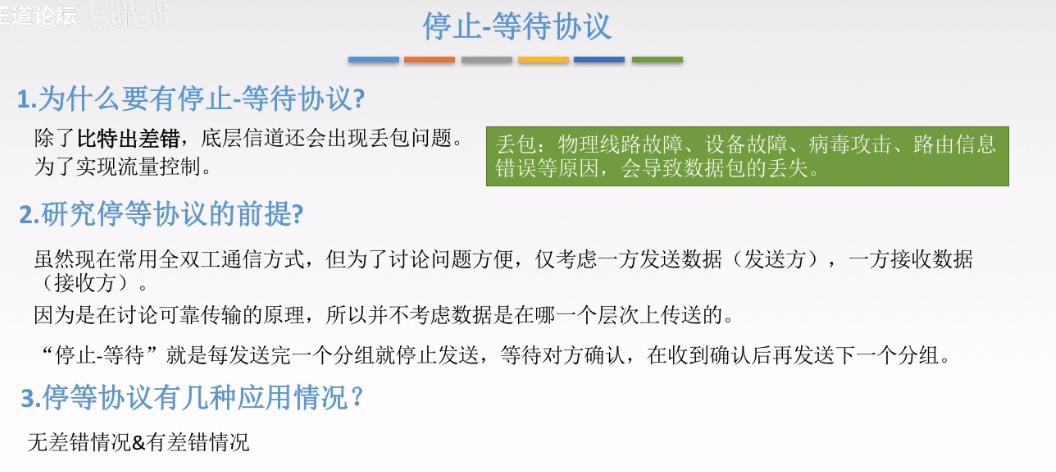 王道论坛
停止-等待协议
1.为什么要有停止-等待协议?
除了比特出差错，底层信道还会出现丢包问题。
为了实现流量控制。
丢包：物理线路故障、设备故障、病毒攻击、路由信息
错误等原因，会导致数据包的丢失。
2.研究停等协议的前提?
虽然现在常用全双工通信方式，但为了讨论问题方便，仅考虑一方发送数据（发送方），一方接收数据
（接收方）。
因为是在讨论可靠传输的原理，所以并不考虑数据是在哪一个层次上传送的。
“停止-等待”就是每发送完一个分组就停止发送，等待对方确认，在收到确认后再发送下一个分组。
3.停等协议有几种应用情况？
无差错情况&有差错情况